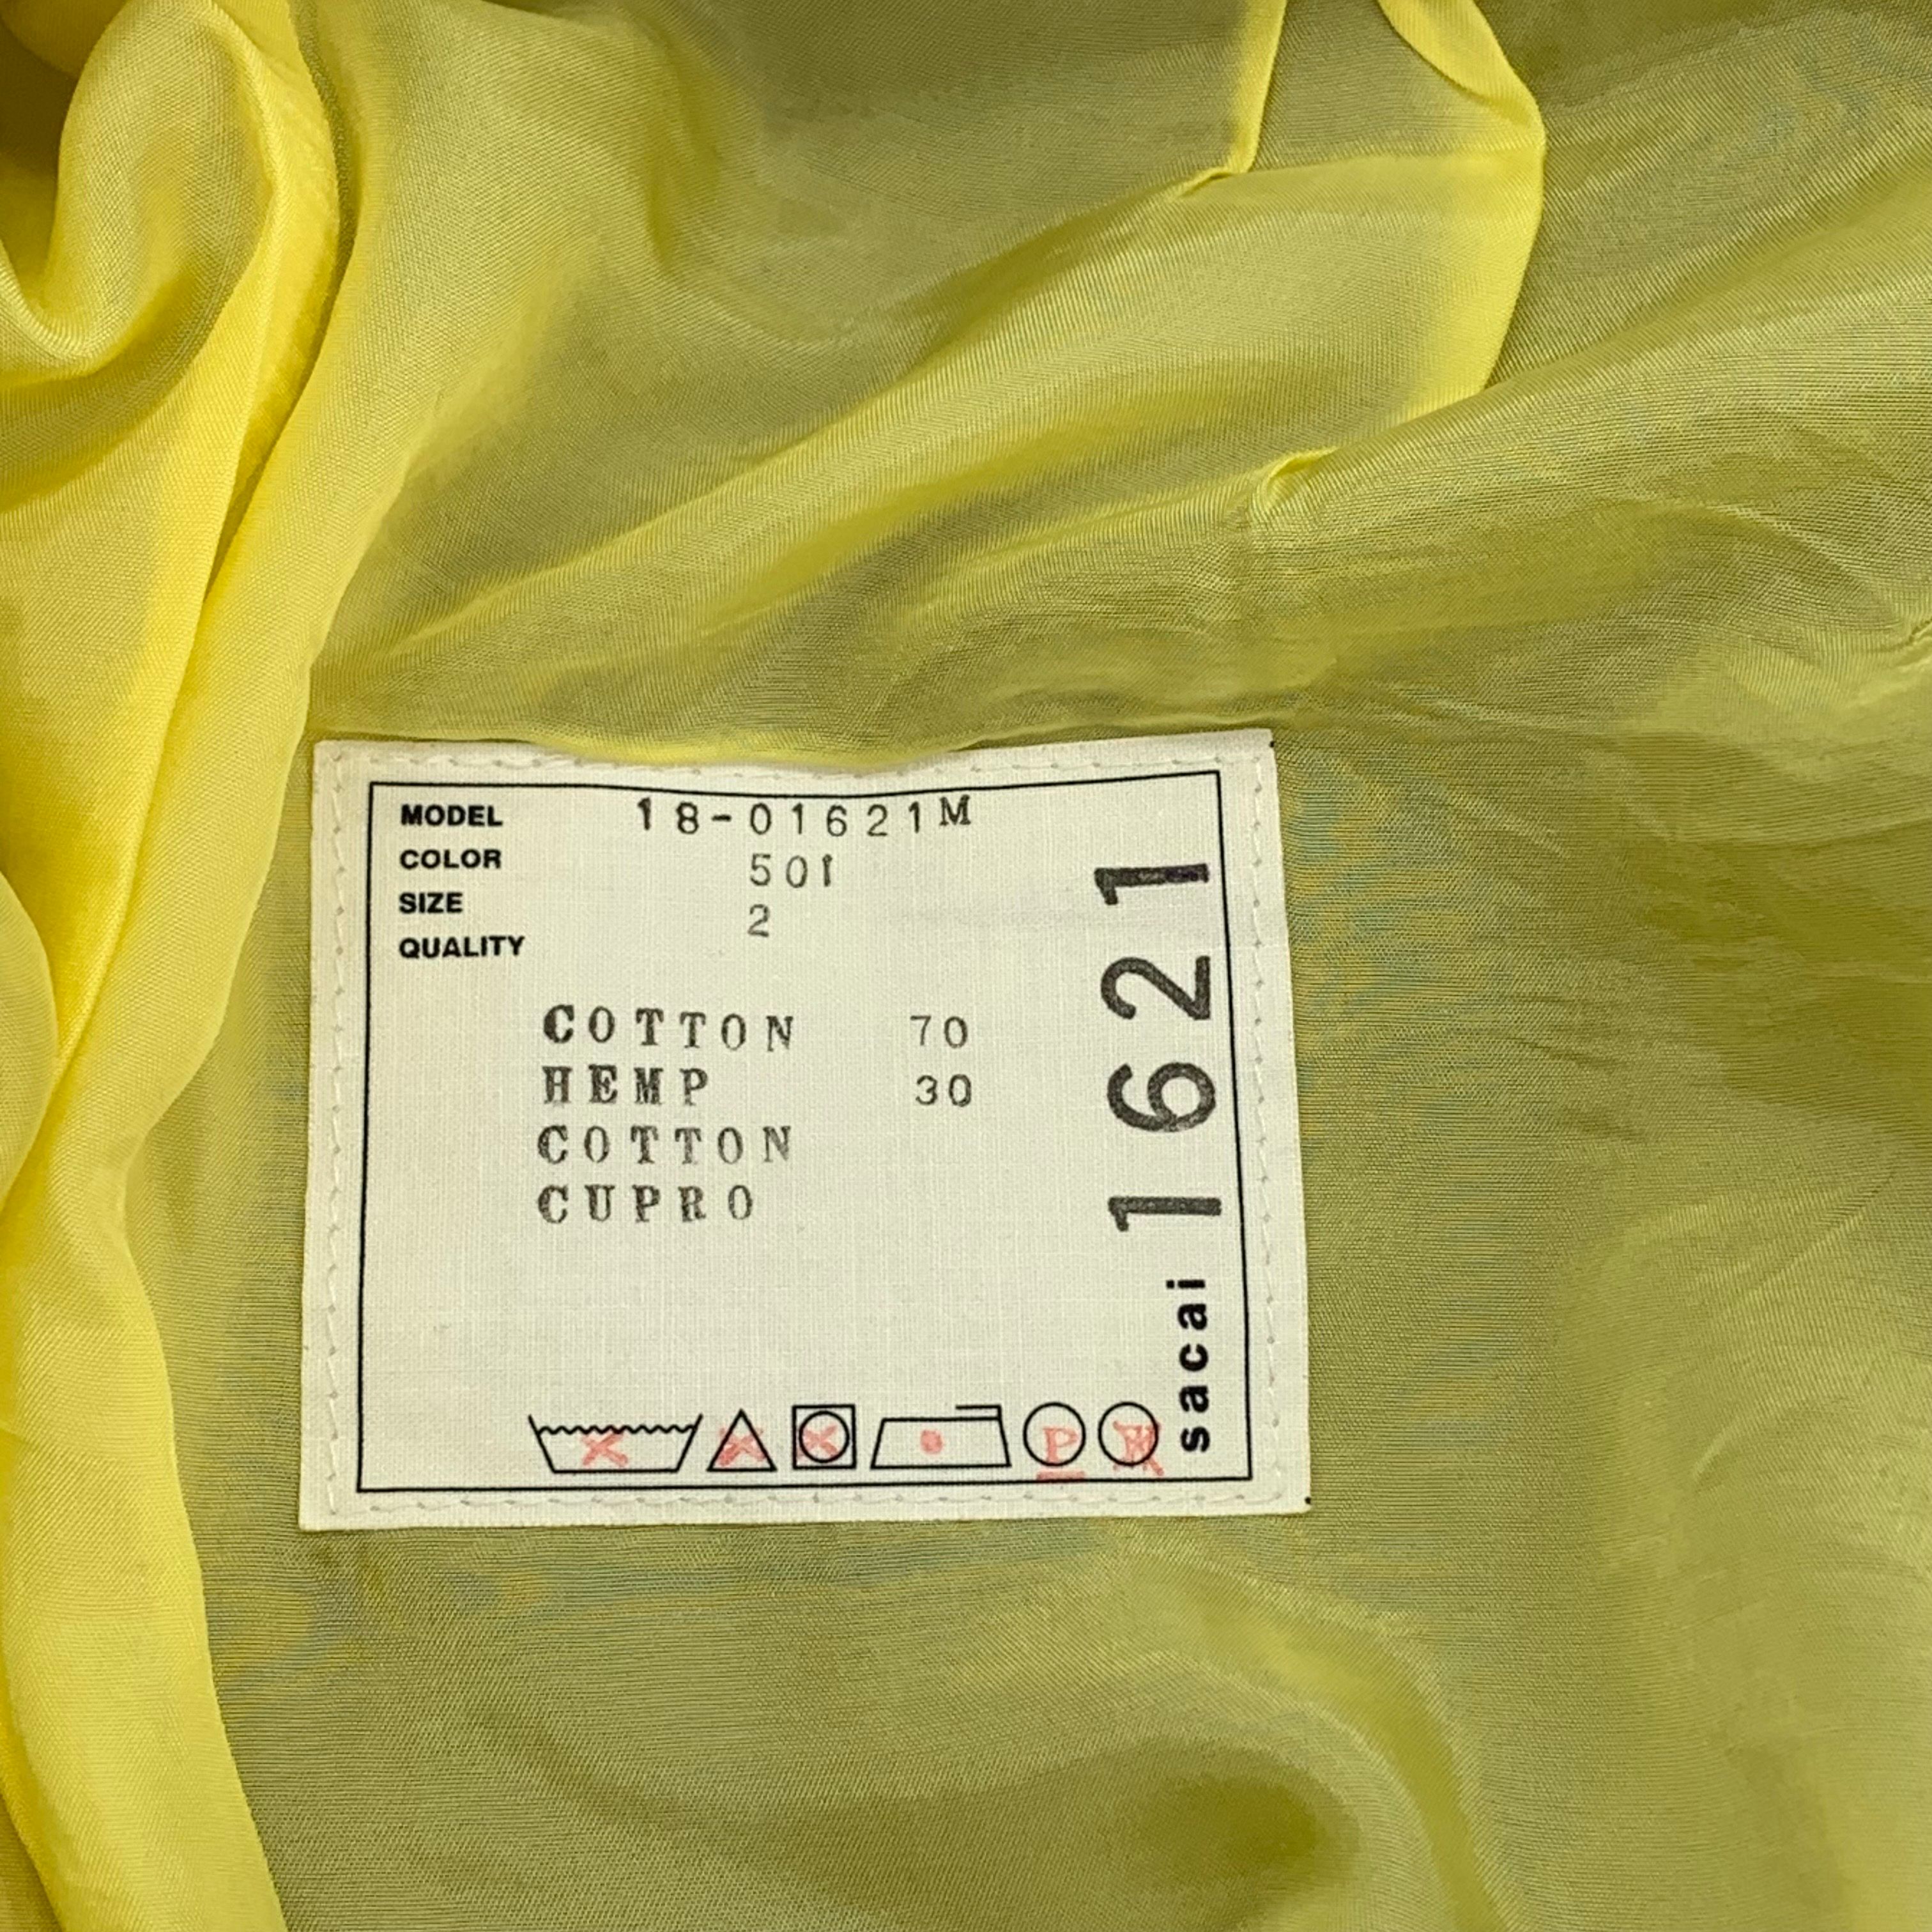 MODEL 18-01621M
COLOR 501
SIZE 2
QUALITY
COTTON 70
HEMP 30
COTTON
CUPRO
P
sacai 1621